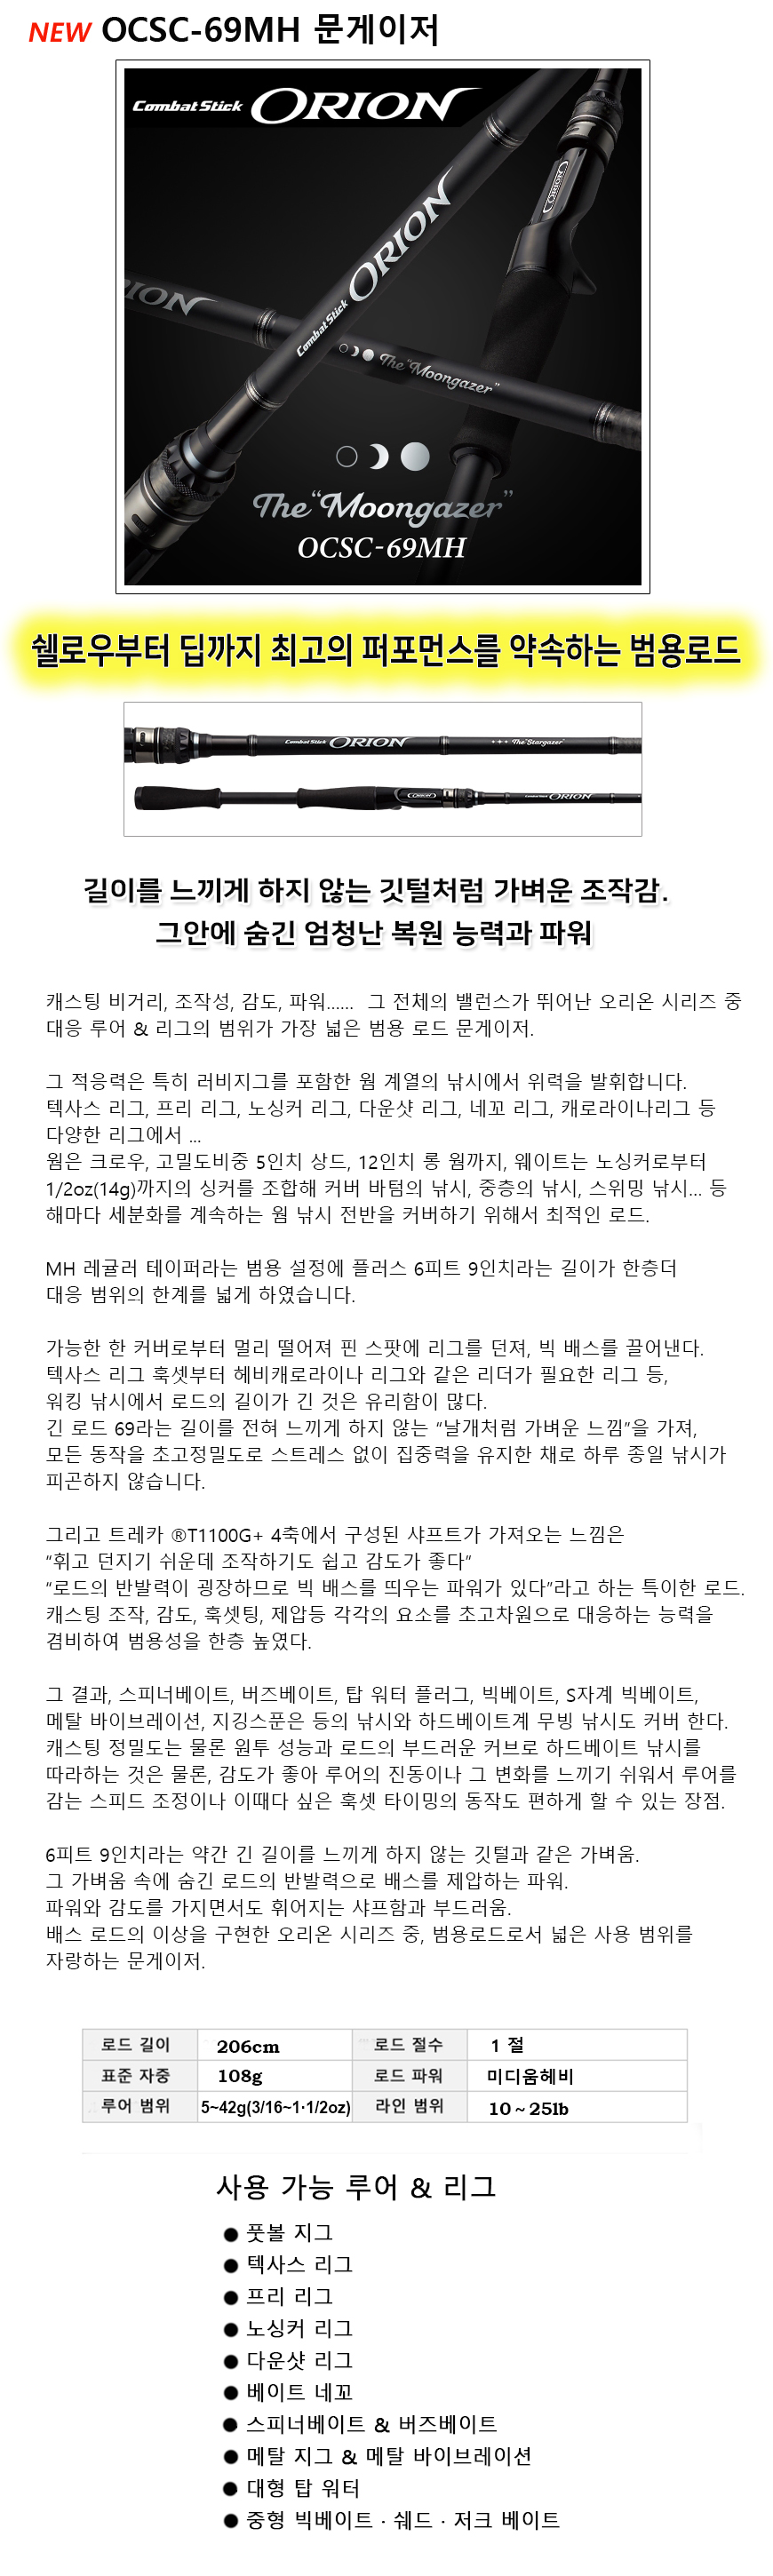 NEW OCSC-69MH 문게이저
Combat Stick ORION
ORION
Combat Stick ORION
ORION
The "Moongazer"
The "Moongazer"
OCSC-69MH
쉘로우부터 딥까지 최고의 퍼포먼스를 약속하는 범용로드
Combat Stick ORION The "Stargazer"
ORION Combat Stick ORION
길이를 느끼게 하지 않는 깃털처럼 가벼운 조작감.
그안에 숨긴 엄청난 복원 능력과 파워
캐스팅 비거리, 조작성, 감도, 파워...... 그 전체의 밸런스가 뛰어난 오리온 시리즈 중
대응 루어 & 리그의 범위가 가장 넓은 범용 로드 문게이저.
그 적응력은 특히 러비지그를 포함한 웜 계열의 낚시에서 위력을 발휘합니다.
텍사스 리그, 프리 리그, 노싱커 리그, 다운샷 리그, 네꼬 리그, 캐로라이나리그 등
다양한 리그에서 ...
웜은 크로우, 고밀도비중 5인치 샹드, 12인치 롱 웜까지, 웨이트는 노싱커로부터
1/2oz(14g)까지의 싱커를 조합해 커버 바텀의 낚시, 중층의 낚시, 스위밍 낚시... 등
해마다 세분화를 계속하는 웜 낚시 전반을 커버하기 위해서 최적인 로드.
MH 레귤러 테이퍼라는 범용 설정에 플러스 6피트 9인치라는 길이가 한층더
대응 범위의 한계를 넓게 하였습니다.
가능한 한 커버로부터 멀리 떨어져 핀 스팟에 리그를 던져, 빅 배스를 끌어낸다.
텍사스 리그 훅셋부터 헤비캐로라이나 리그와 같은 리더가 필요한 리그 등,
워킹 낚시에서 로드의 길이가 긴 것은 유리함이 많다.
긴 로드 69라는 길이를 전혀 느끼게 하지 않는 “날개처럼 가벼운 느낌”을 가져,
모든 동작을 초고정밀도로 스트레스 없이 집중력을 유지한 채로 하루 종일 낚시가
피곤하지 않습니다.
그리고 트레카 ®T1100G+ 4축에서 구성된 샤프트가 가져오는 느낌은
“휘고 던지기 쉬운데 조작하기도 쉽고 감도가 좋다”
“로드의 반발력이 굉장하므로 빅 배스를 띄우는 파워가 있다”라고 하는 특이한 로드.
캐스팅 조작, 감도, 훅셋팅, 제압등 각각의 요소를 초고차원으로 대응하는 능력을
겸비하여 범용성을 한층 높였다.
그 결과, 스피너베이트, 버즈베이트, 탑 워터 플러그, 빅베이트, S자계 빅베이트,
메탈 바이브레이션, 지깅스푼은 등의 낚시와 하드베이트계 무빙 낚시도 커버 한다.
캐스팅 정밀도는 물론 원투 성능과 로드의 부드러운 커브로 하드베이트 낚시를
따라하는 것은 물론, 감도가 좋아 루어의 진동이나 그 변화를 느끼기 쉬워서 루어를
감는 스피드 조정이나 이때다 싶은 훅셋 타이밍의 동작도 편하게 할 수 있는 장점.
6피트 9인치라는 약간 긴 길이를 느끼게 하지 않는 깃털과 같은 가벼움.
그 가벼움 속에 숨긴 로드의 반발력으로 배스를 제압하는 파워.
파워와 감도를 가지면서도 휘어지는 샤프함과 부드러움.
배스 로드의 이상을 구현한 오리온 시리즈 중, 범용로드로서 넓은 사용 범위를
자랑하는 문게이저.
로드 길이 206cm 로드 절수 1 절
표준 자중 108g 로드 파워 미디움헤비
루어 범위 5~42g(3/16~1·1/2oz) 라인 범위 10~25lb
사용 가능 루어 & 리그
● 풋볼 지그
● 텍사스 리그
● 프리 리그
● 노싱커 리그
● 다운샷 리그
● 베이트 네꼬
● 스피너베이트 & 버즈베이트
● 메탈 지그 & 메탈 바이브레이션
● 대형 탑 워터
● 중형 빅베이트 · 쉐드 · 저크 베이트